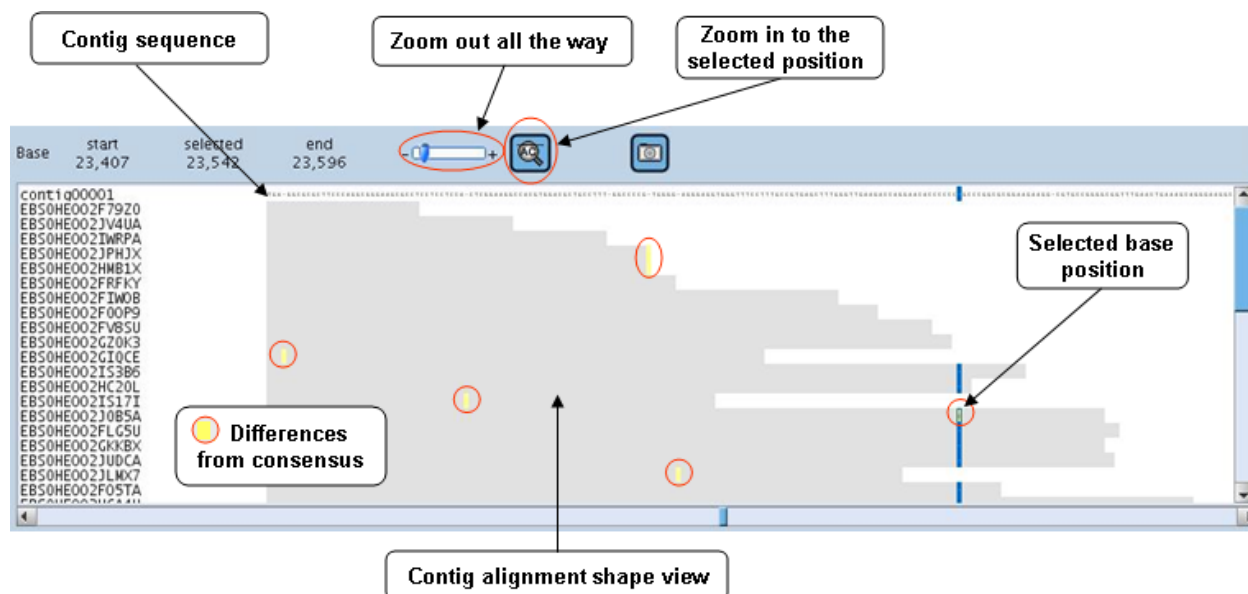 Contig sequence
Zoom out all the way
Zoom in to the
selected position
Base
start
23,407
selected
23,542
end
23,596
- +
contig00001
EBS0HE002F79Z0
EBS0HE002JV4UA
EBS0HE002IWRPA
EBS0HE002JPHJX
EBS0HE002HMB1X
EBS0HE002FRFKY
EBS0HE002FIWOB
EBS0HE002F00P9
EBS0HE002FV8SU
EBS0HE002GZ0K3
EBS0HE002GIQCE
EBS0HE002IS3B6
EBS0HE002HC20L
EBS0HE002IS17I
EBS0HE002J0B5A
EBS0HE002FLG5U
EBS0HE002GKKBX
EBS0HE002JUDCA
EBS0HE002JLMX7
EBS0HE002F05TA
Selected base
position
Differences
from consensus
Contig alignment shape view